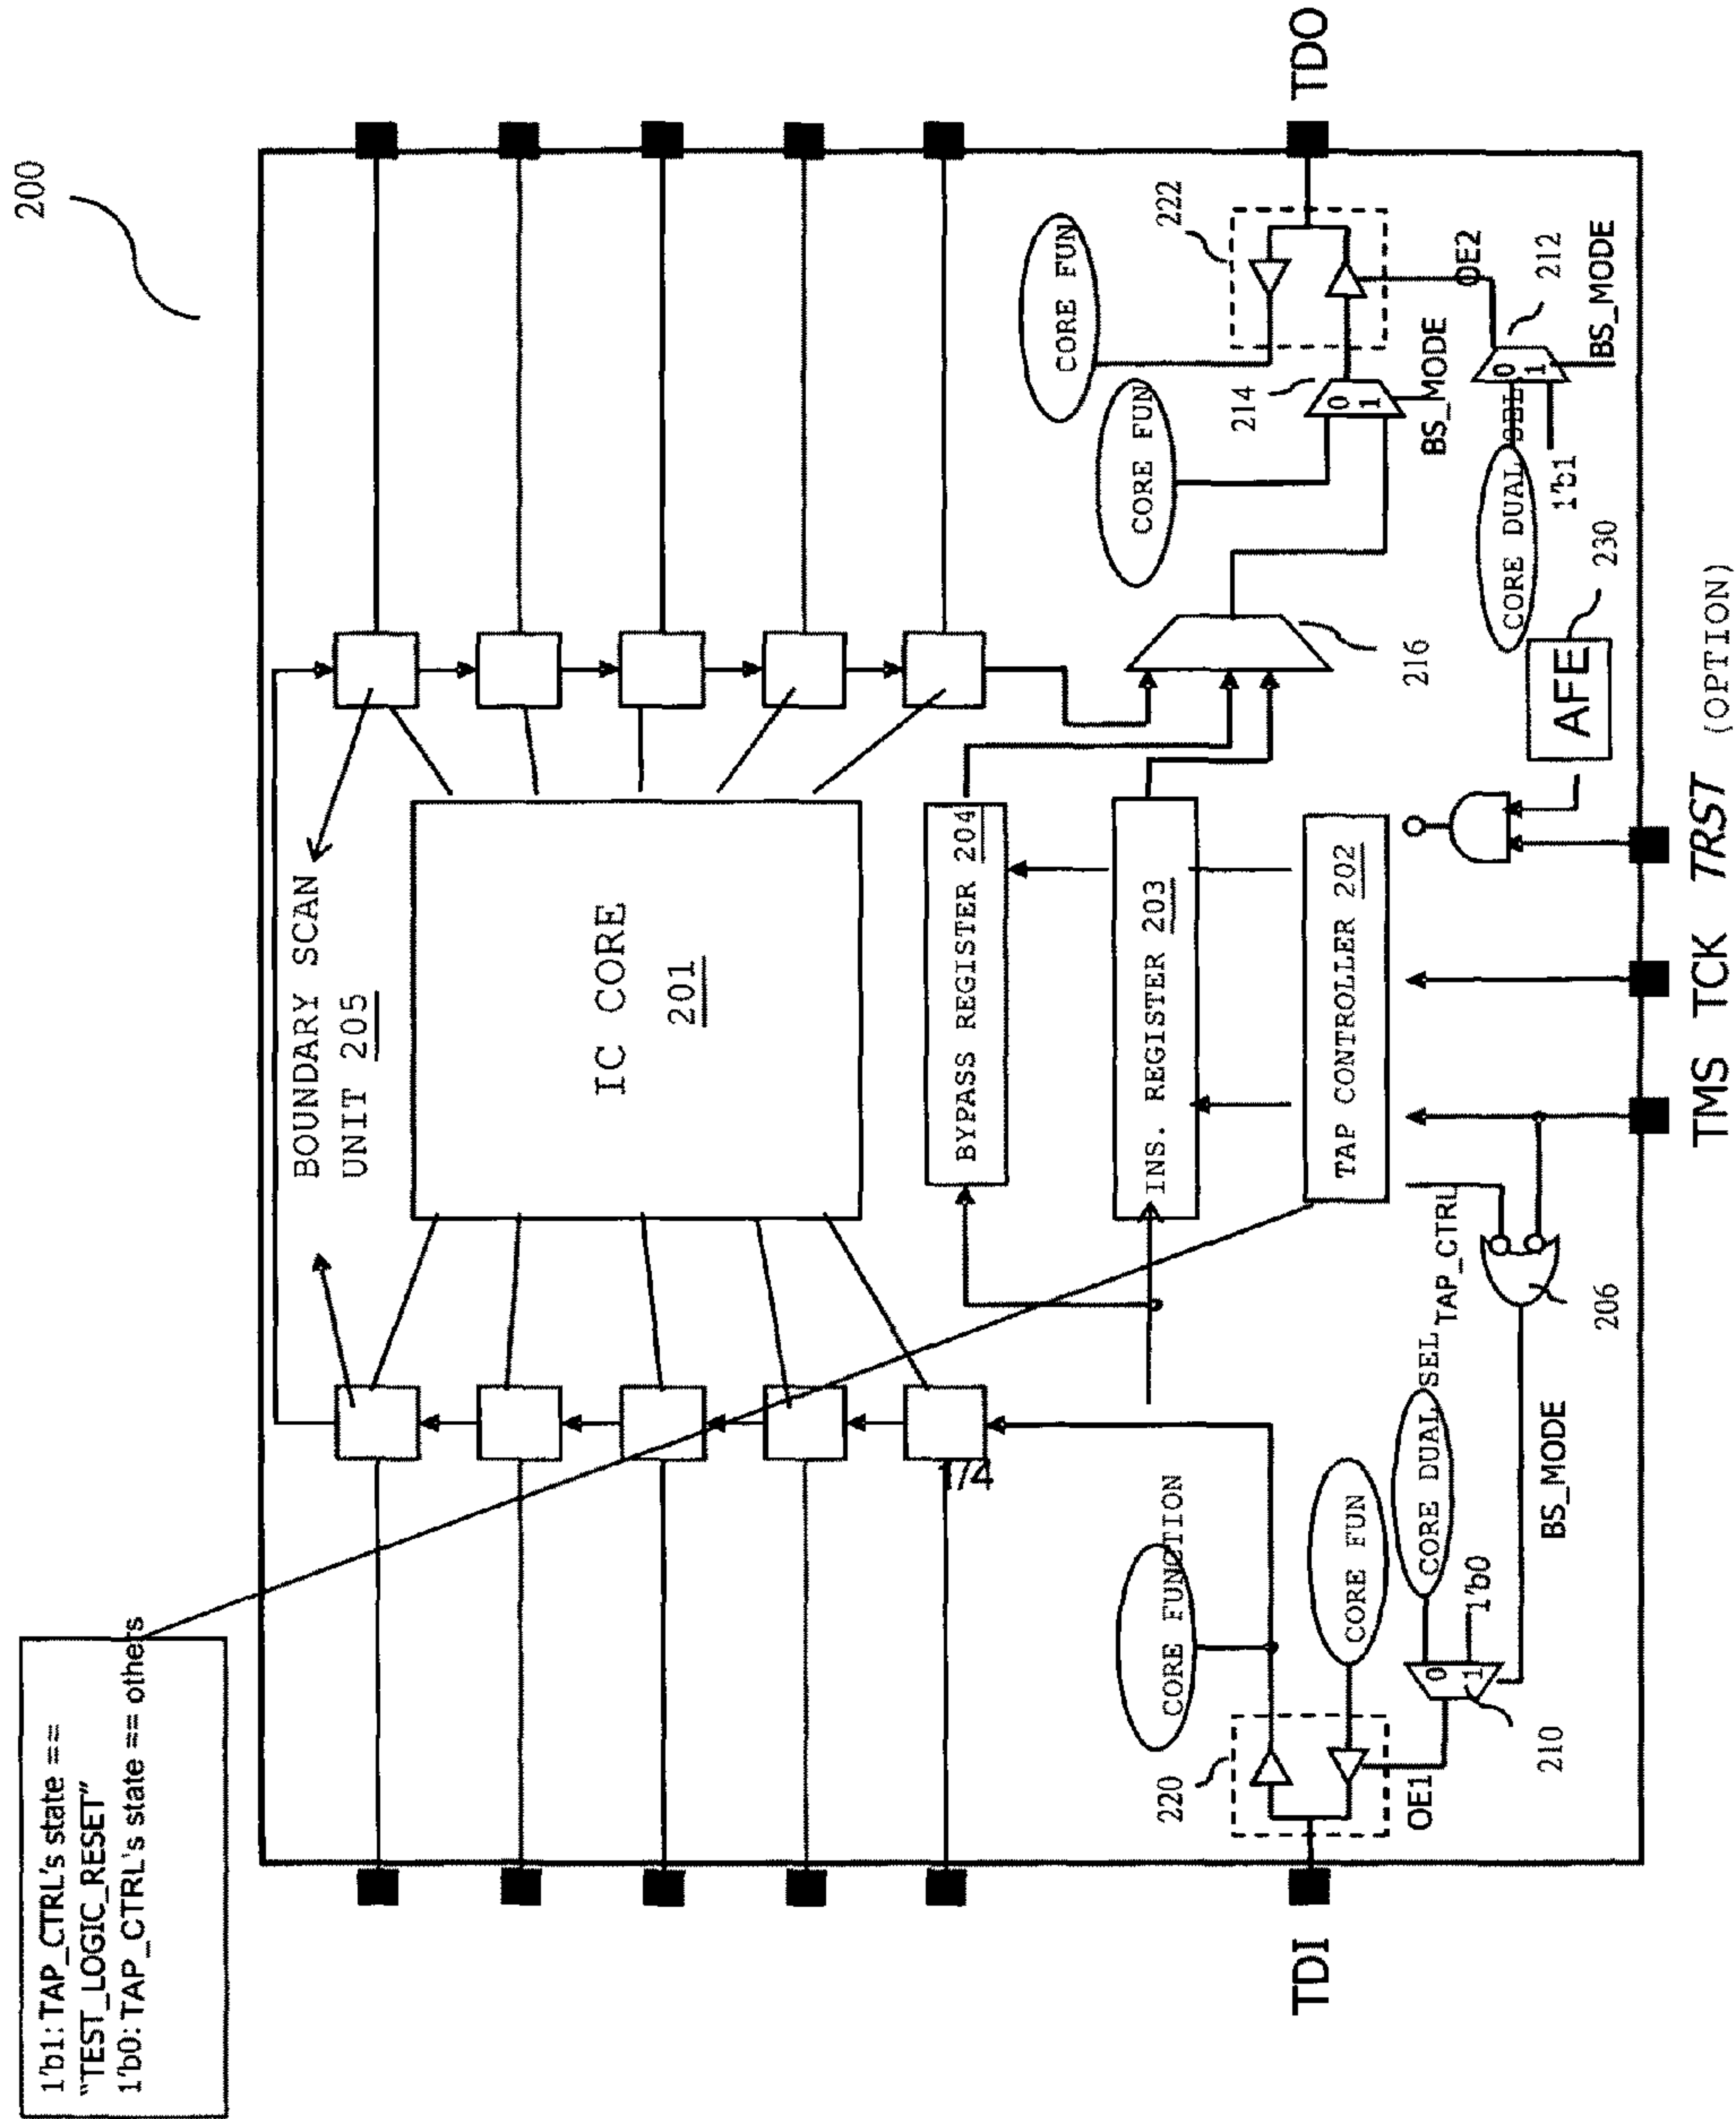 200
1'b1: TAP_CTRL's state ==
"TEST_LOGIC_RESET"
1'b0: TAP_CTRL's state == others
BOUNDARY SCAN
UNIT 205
IC CORE
201
BYPASS REGISTER 204
INS. REGISTER 203
TAP CONTROLLER 202
1/4
CORE FUNCTION
CORE FUN
CORE DUAL SEL
1'b0
0
1
210
220
OE1
TDI
TAP_CTRL
206
BS_MODE
216
CORE FUN
CORE FUN
222
214
0
1
BS_MODE
OE2
212
0
1
BS_MODE
CORE DUAL SEL
1'b1
230
AFE
TDO
TMS TCK TRST (OPTION)